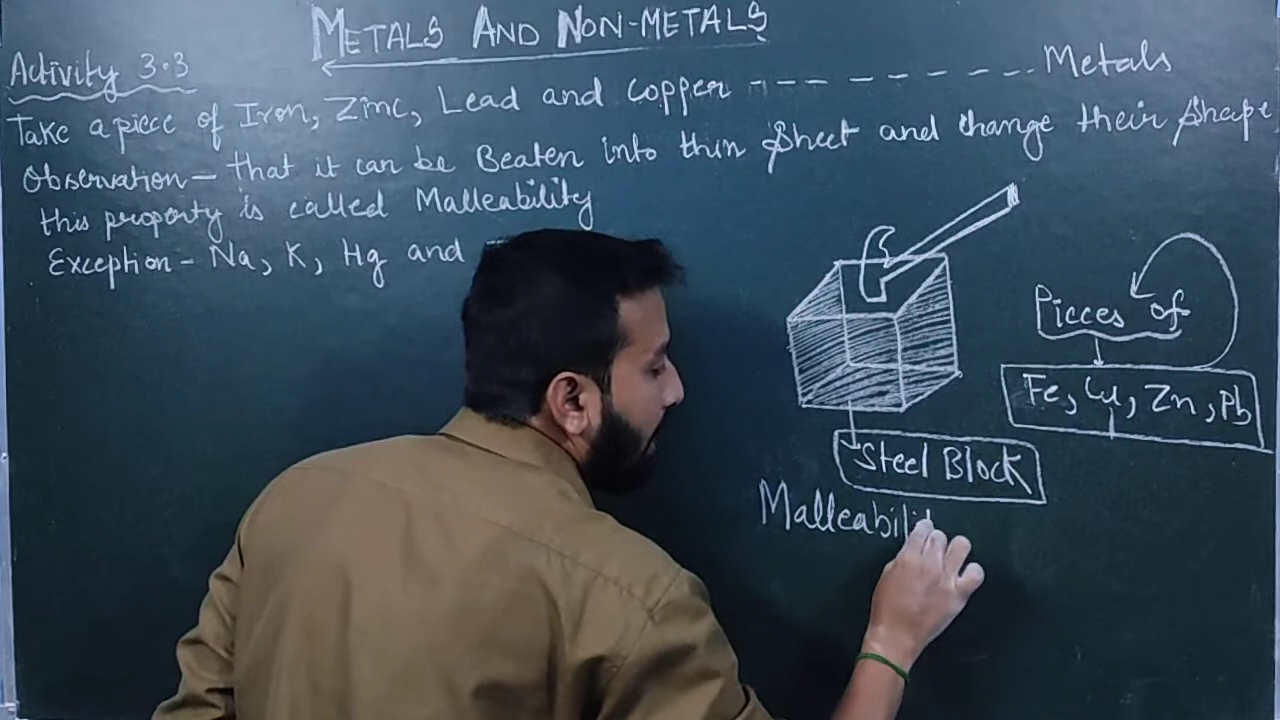 METALS AND NON-METALS
Activity 3.3
Take a piece of Iron, Zinc, Lead and copper - - - - - - - - - - Metals
Observation - that it can be Beaten into thin sheet and change their shape
this property is called Malleability
Exception - Na, K, Hg and
Pieces of
Fe, Cu, Zn, Pb
Steel Block
Malleabili